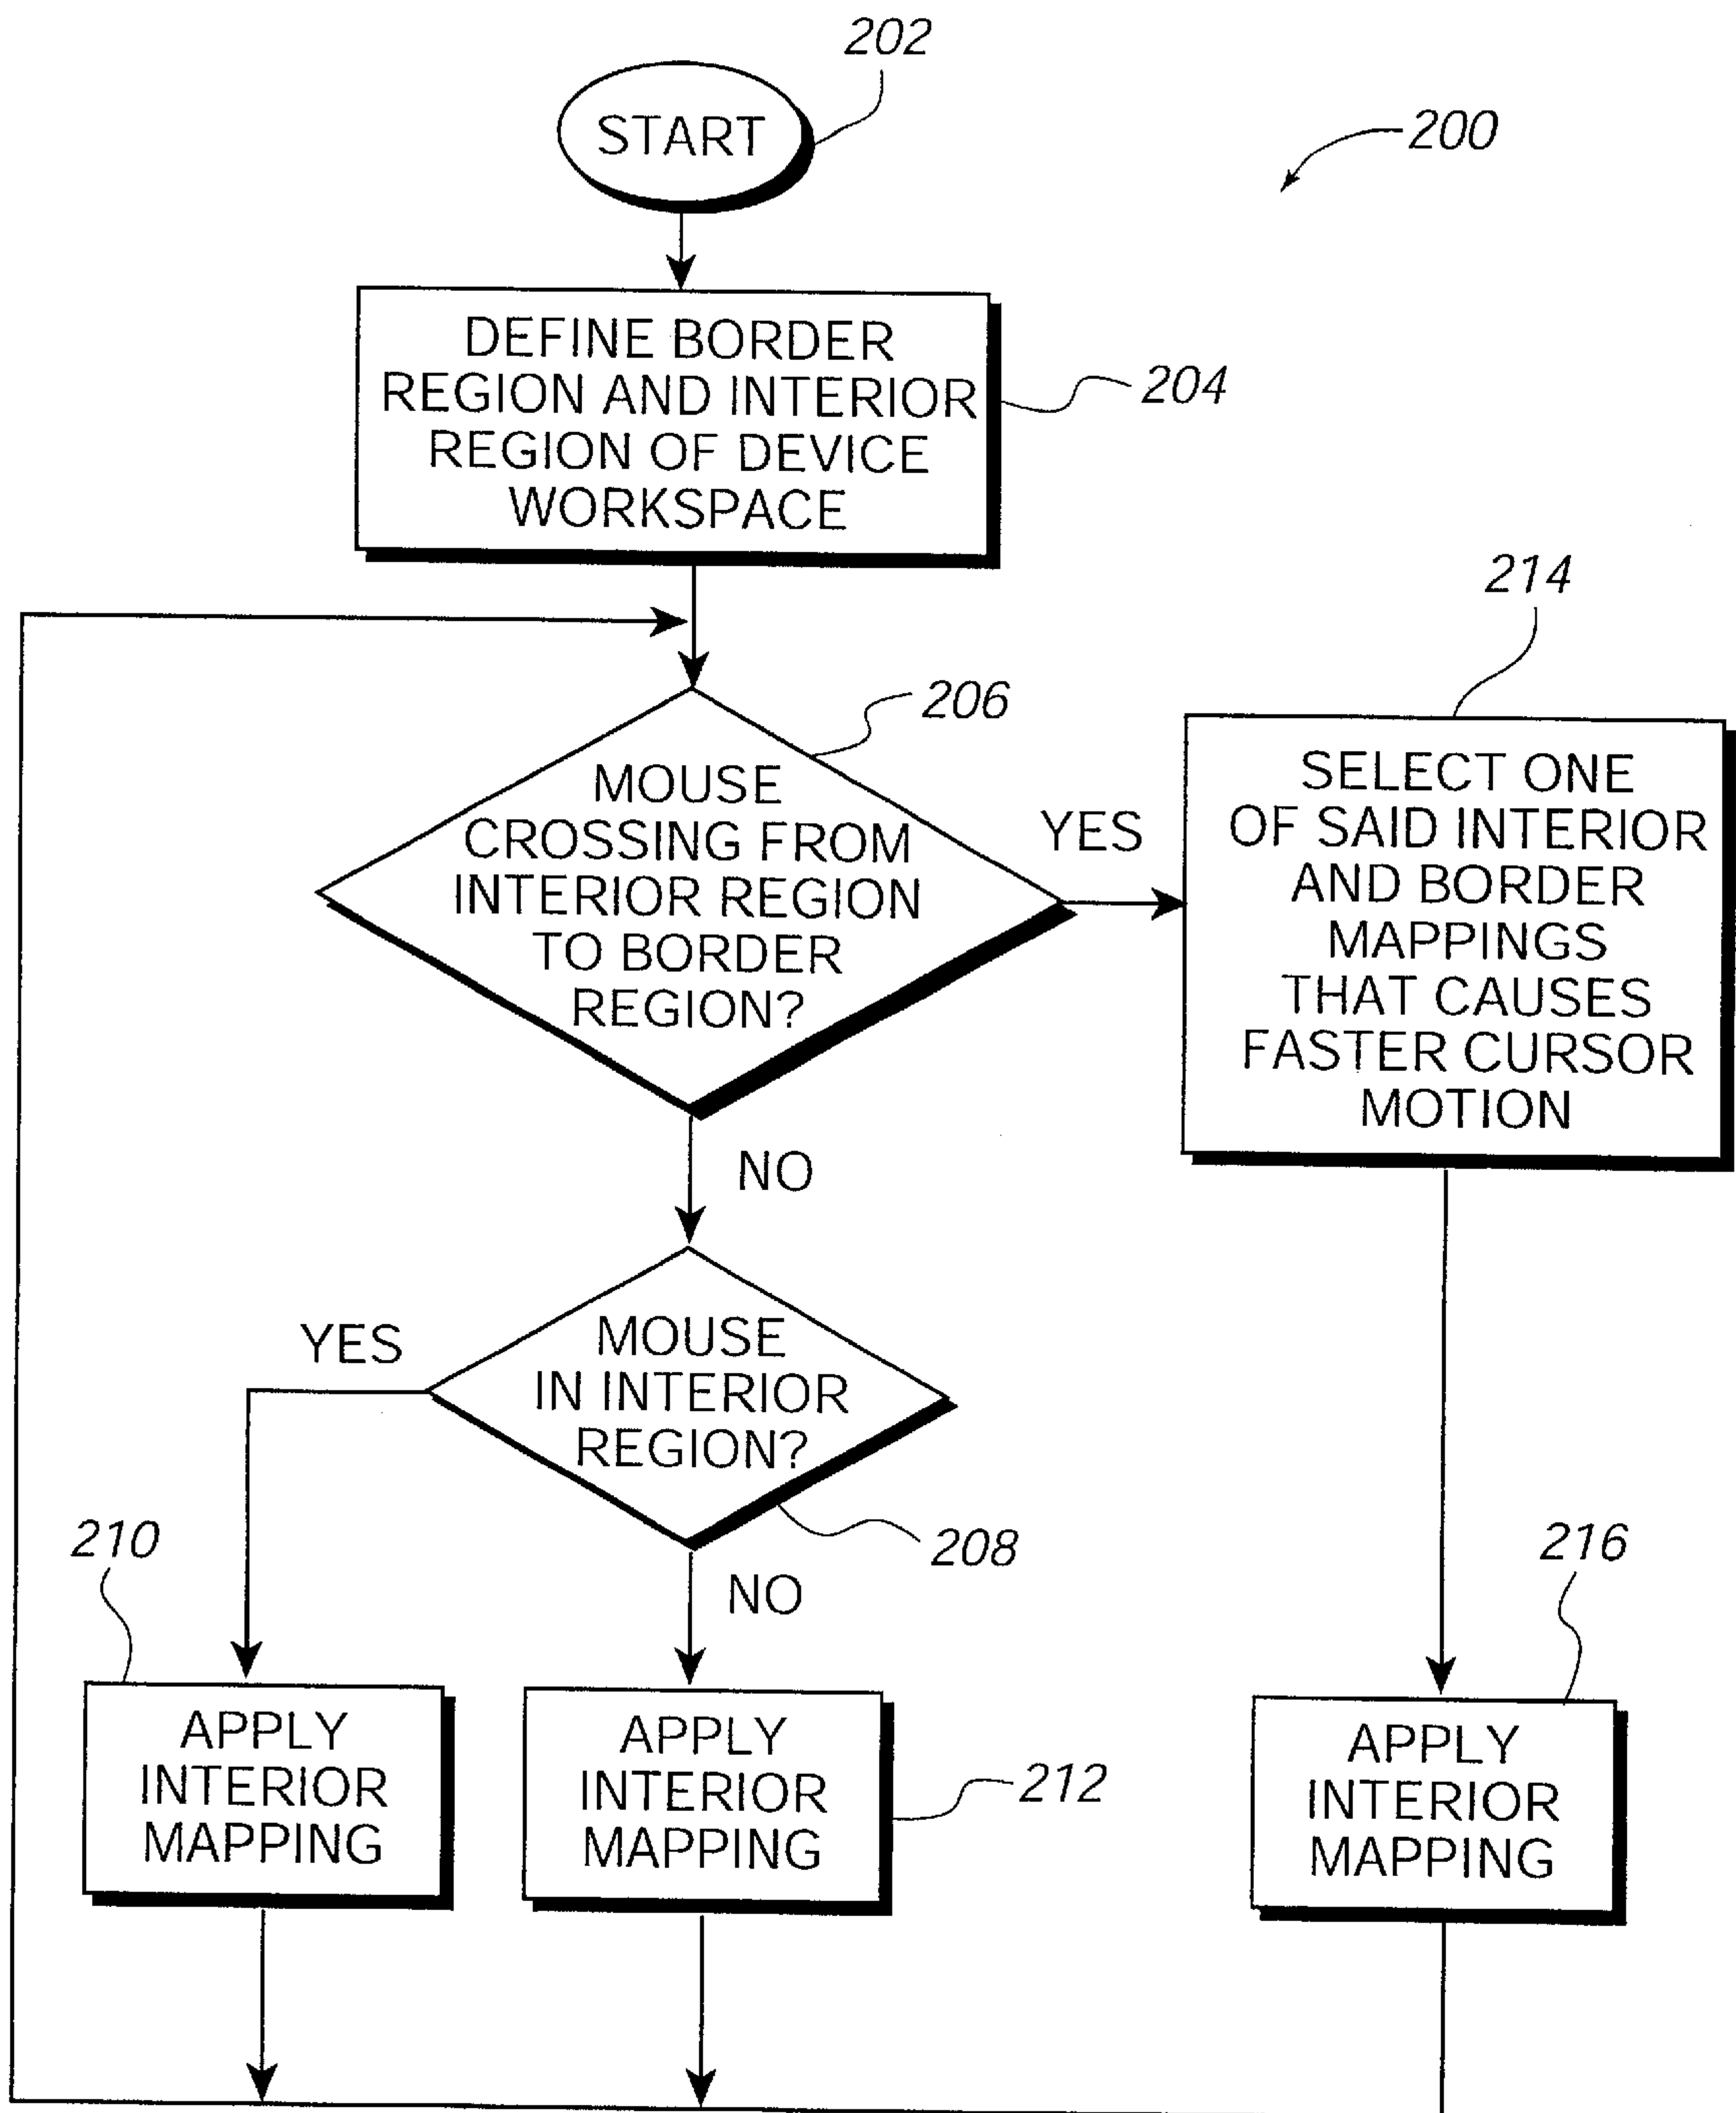 202
START
200
DEFINE BORDER
REGION AND INTERIOR
REGION OF DEVICE
WORKSPACE
204
214
206
MOUSE
CROSSING FROM
INTERIOR REGION
TO BORDER
REGION?
YES
SELECT ONE
OF SAID INTERIOR
AND BORDER
MAPPINGS
THAT CAUSES
FASTER CURSOR
MOTION
NO
YES
MOUSE
IN INTERIOR
REGION?
208
NO
210
216
APPLY
INTERIOR
MAPPING
APPLY
INTERIOR
MAPPING
212
APPLY
INTERIOR
MAPPING